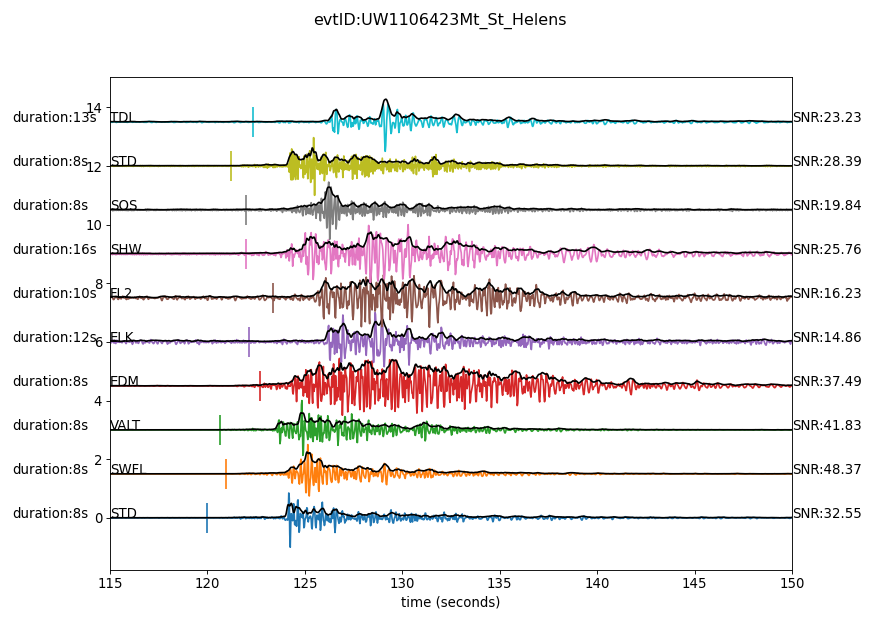 evtID:UW1106423Mt_St_Helens
duration:13s TDL SNR:23.23
duration:8s STD SNR:28.39
duration:8s SOS SNR:19.84
duration:16s SHW SNR:25.76
duration:10s FL2 SNR:16.23
duration:12s ELK SNR:14.86
duration:8s EDM SNR:37.49
duration:8s VALT SNR:41.83
duration:8s SWFL SNR:48.37
duration:8s STD SNR:32.55
14
12
10
8
6
4
2
0
115 120 125 130 135 140 145 150
time (seconds)